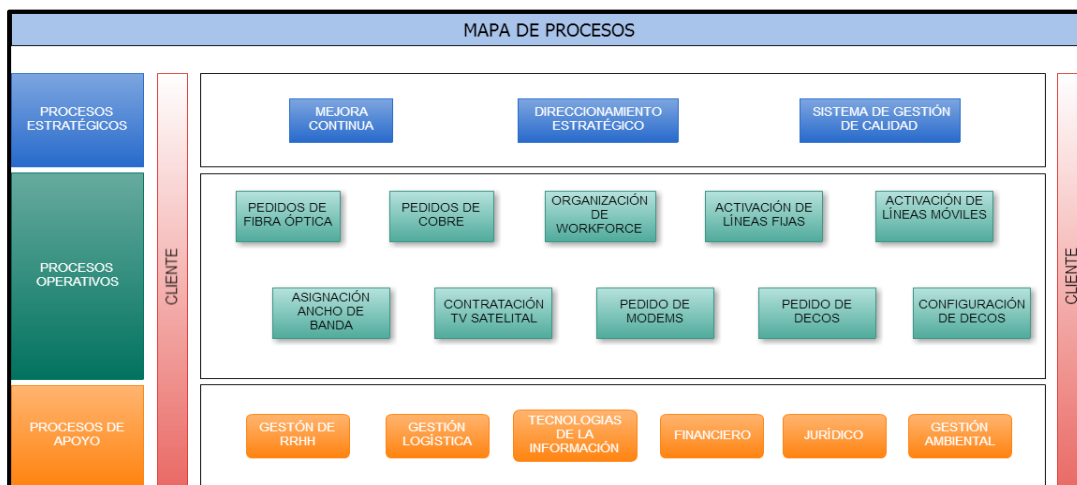 MAPA DE PROCESOS
PROCESOS
ESTRATÉGICOS
MEJORA
CONTINUA
DIRECCIONAMIENTO
ESTRATÉGICO
SISTEMA DE GESTIÓN
DE CALIDAD
CLIENTE
PROCESOS
OPERATIVOS
PEDIDOS DE
FIBRA ÓPTICA
PEDIDOS DE
COBRE
ORGANIZACIÓN
DE
WORKFORCE
ACTIVACIÓN DE
LÍNEAS FIJAS
ACTIVACIÓN DE
LÍNEAS MÓVILES
ASIGNACIÓN
ANCHO DE
BANDA
CONTRATACIÓN
TV SATELITAL
PEDIDO DE
MODEMS
PEDIDO DE
DECOS
CONFIGURACIÓN
DE DECOS
CLIENTE
PROCESOS DE
APOYO
GESTÓN DE
RRHH
GESTIÓN
LOGÍSTICA
TECNOLOGIAS
DE LA
INFORMACIÓN
FINANCIERO
JURÍDICO
GESTIÓN
AMBIENTAL